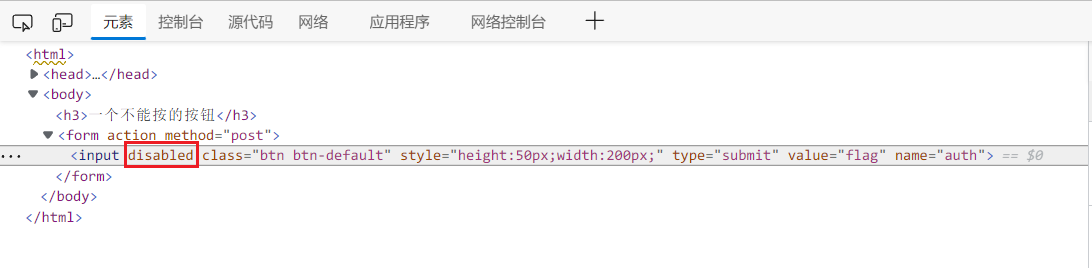 元素 控制台 源代码 网络 应用程序 网络控制台
<html>
<head>…</head>
<body>
<h3>一个不能按的按钮</h3>
<form action method="post">
<input disabled class="btn btn-default" style="height:50px;width:200px;" type="submit" value="flag" name="auth"> == $0
</form>
</body>
</html>